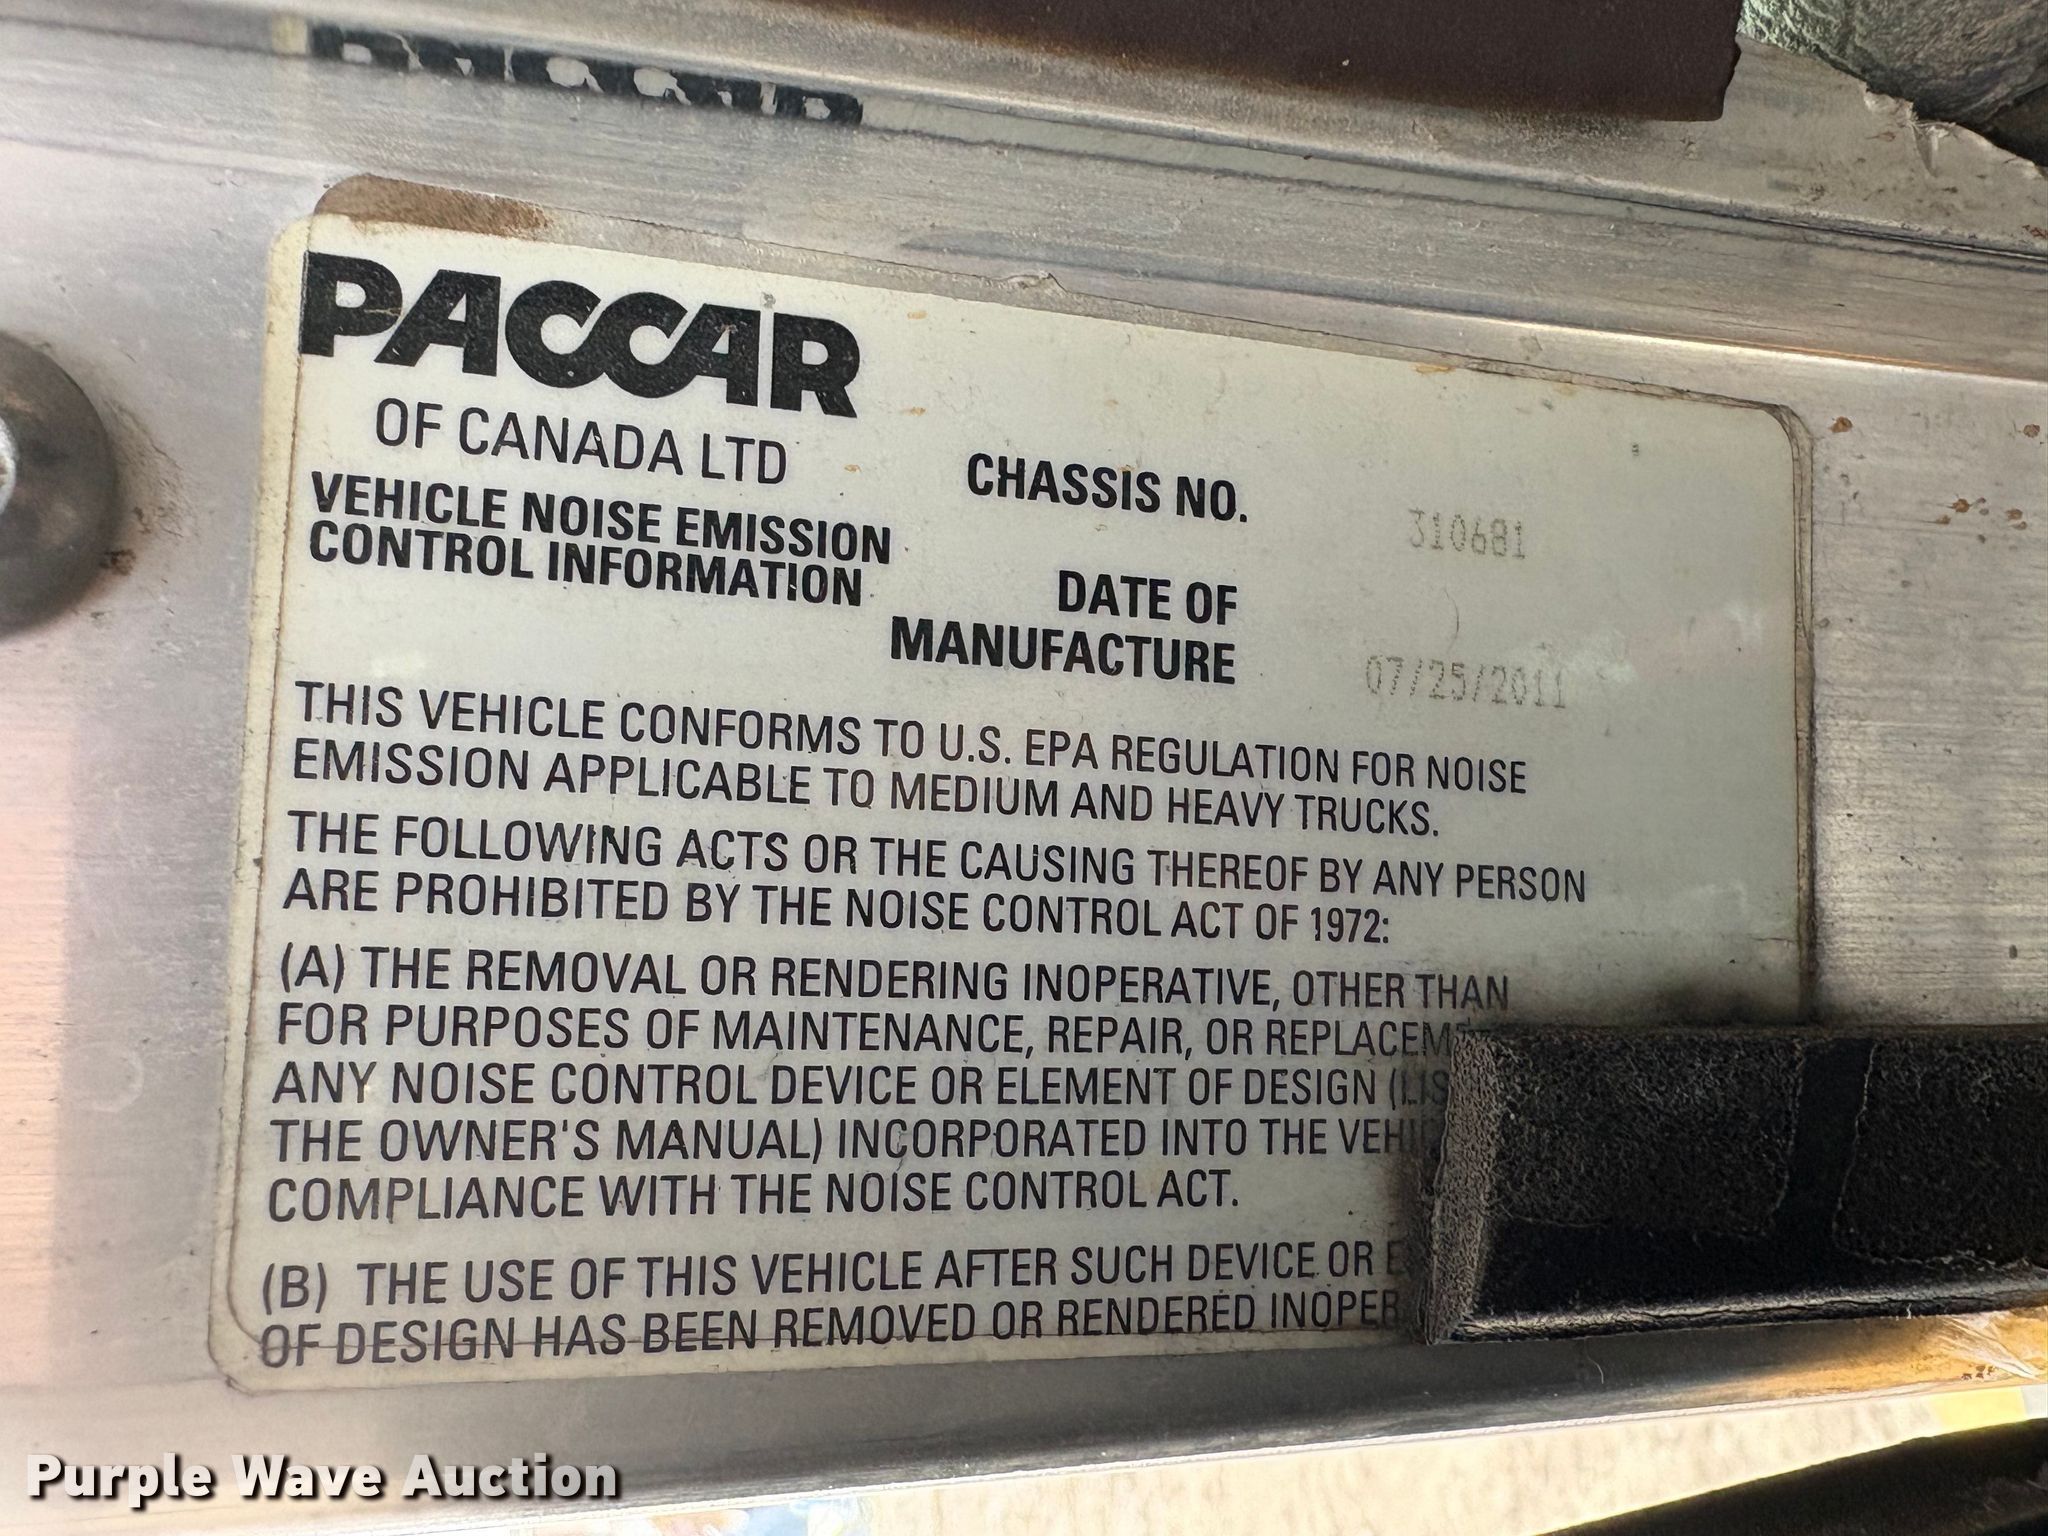 PACCAR
OF CANADA LTD
VEHICLE NOISE EMISSION
CONTROL INFORMATION
CHASSIS NO.
310681
DATE OF
MANUFACTURE
07/25/2011
THIS VEHICLE CONFORMS TO U.S. EPA REGULATION FOR NOISE
EMISSION APPLICABLE TO MEDIUM AND HEAVY TRUCKS.
THE FOLLOWING ACTS OR THE CAUSING THEREOF BY ANY PERSON
ARE PROHIBITED BY THE NOISE CONTROL ACT OF 1972:
(A) THE REMOVAL OR RENDERING INOPERATIVE, OTHER THAN
FOR PURPOSES OF MAINTENANCE, REPAIR, OR
ANY NOISE CONTROL DEVICE OR ELEMENT OF DESIGN
THE OWNER'S MANUAL) INCORPORATED INTO THE
COMPLIANCE WITH THE NOISE CONTROL ACT.
(B) THE USE OF THIS VEHICLE AFTER SUCH DEVICE OR
OF DESIGN HAS BEEN REMOVED OR RENDERED
Purple Wave Auction